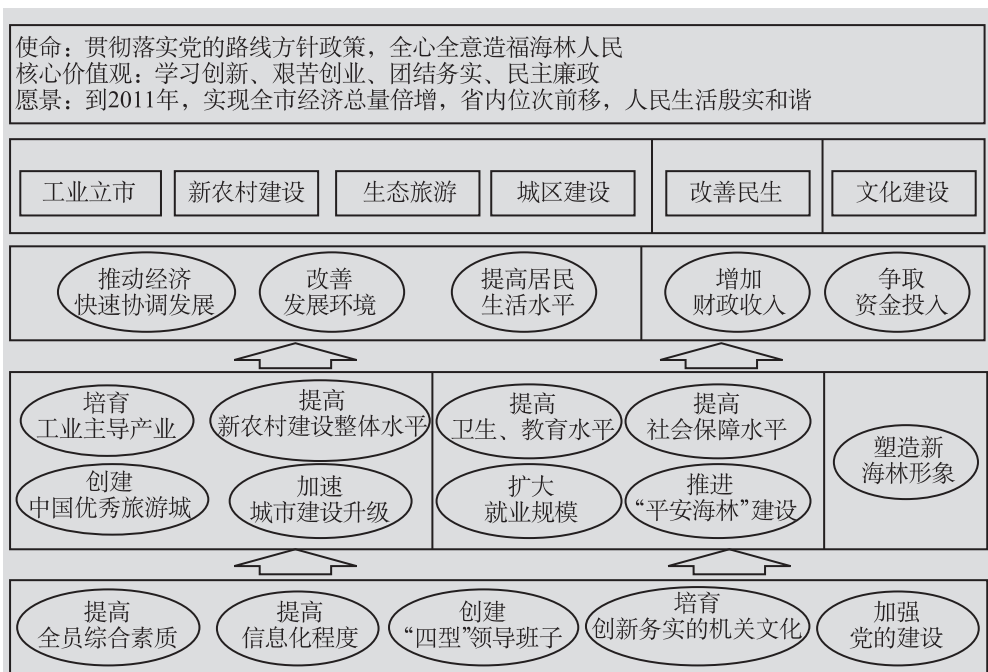 使命：贯彻落实党的路线方针政策，全心全意造福海林人民
核心价值观：学习创新、艰苦创业、团结务实、民主廉政
愿景：到2011年，实现全市经济总量倍增，省内位次前移，人民生活殷实和谐
工业立市
新农村建设
生态旅游
城区建设
改善民生
文化建设
推动经济
快速协调发展
改善
发展环境
提高居民
生活水平
增加
财政收入
争取
资金投入
培育
工业主导产业
提高
新农村建设整体水平
提高
卫生、教育水平
提高
社会保障水平
塑造新
海林形象
创建
中国优秀旅游城
加速
城市建设升级
扩大
就业规模
推进
“平安海林”建设
提高
全员综合素质
提高
信息化程度
创建
“四型”领导班子
培育
创新务实的机关文化
加强
党的建设